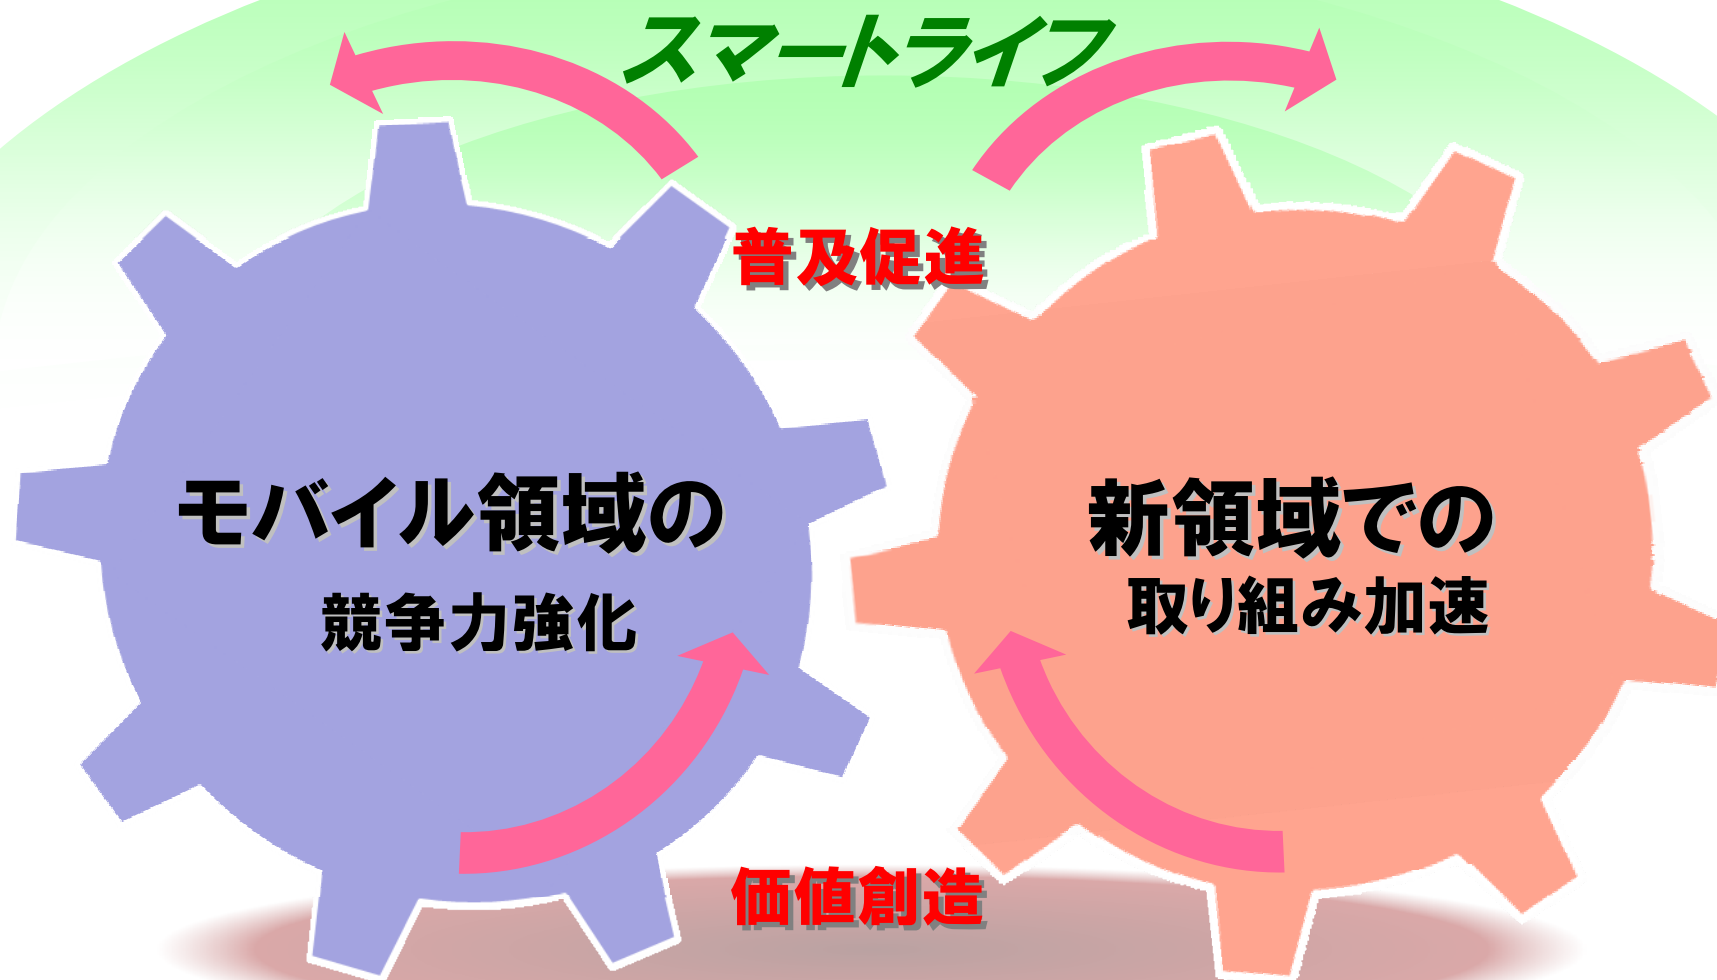 スマートライフ
普及促進
モバイル領域の
競争力強化
新領域での
取り組み加速
価値創造